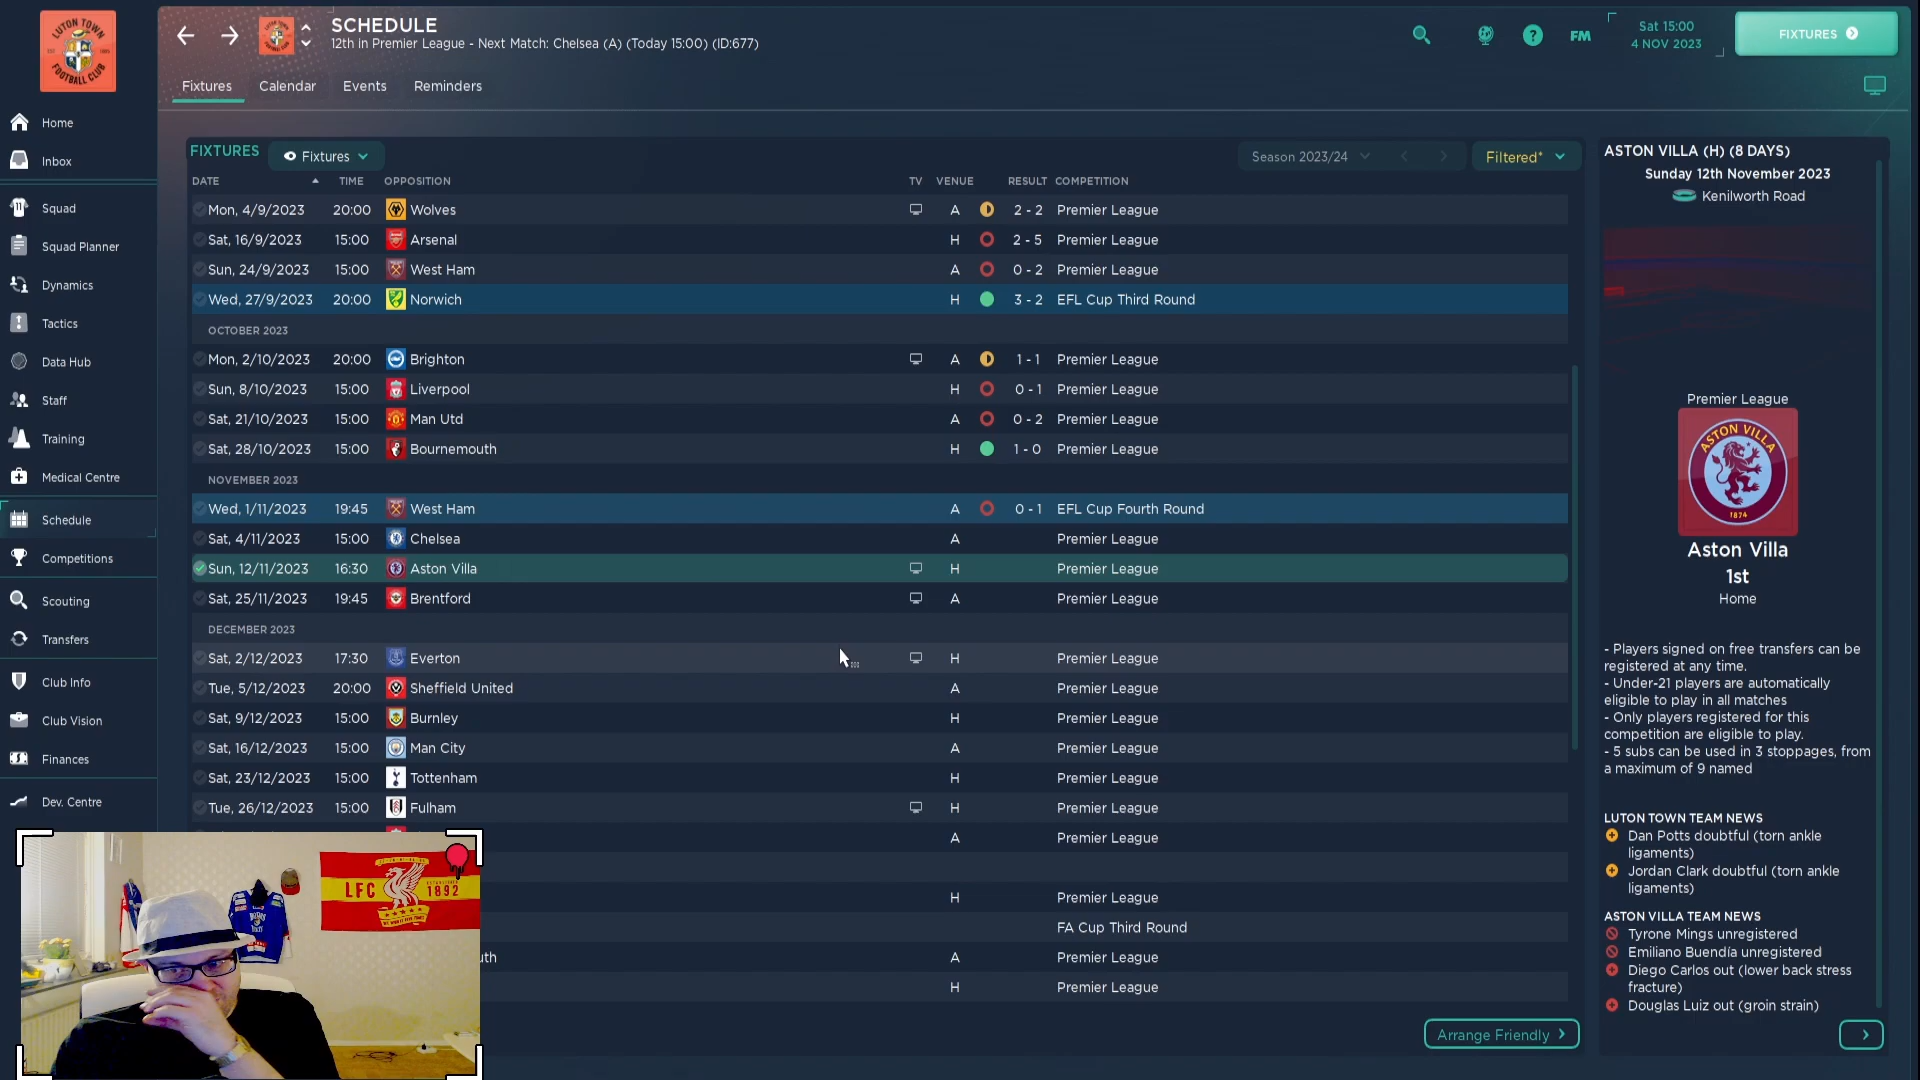 LUTON TOWN
FOOTBALL CLUB
SCHEDULE
12th in Premier League - Next Match: Chelsea (A) (Today 15:00) (ID:677)
FM
Sat 15:00
4 NOV 2023
FIXTURES
Fixtures Calendar Events Reminders
Home
Inbox
Squad
Squad Planner
Dynamics
Tactics
Data Hub
Staff
Training
Medical Centre
Schedule
Competitions
Scouting
Transfers
Club Info
Club Vision
Finances
Dev. Centre
FIXTURES Fixtures Season 2023/24 Filtered*
DATE TIME OPPOSITION TV VENUE RESULT COMPETITION
Mon, 4/9/2023 20:00 Wolves A 2 - 2 Premier League
Sat, 16/9/2023 15:00 Arsenal H 2 - 5 Premier League
Sun, 24/9/2023 15:00 West Ham A 0 - 2 Premier League
Wed, 27/9/2023 20:00 Norwich H 3 - 2 EFL Cup Third Round
OCTOBER 2023
Mon, 2/10/2023 20:00 Brighton A 1 - 1 Premier League
Sun, 8/10/2023 15:00 Liverpool H 0 - 1 Premier League
Sat, 21/10/2023 15:00 Man Utd A 0 - 2 Premier League
Sat, 28/10/2023 15:00 Bournemouth H 1 - 0 Premier League
NOVEMBER 2023
Wed, 1/11/2023 19:45 West Ham A 0 - 1 EFL Cup Fourth Round
Sat, 4/11/2023 15:00 Chelsea A Premier League
Sun, 12/11/2023 16:30 Aston Villa H Premier League
Sat, 25/11/2023 19:45 Brentford A Premier League
DECEMBER 2023
Sat, 2/12/2023 17:30 Everton H Premier League
Tue, 5/12/2023 20:00 Sheffield United A Premier League
Sat, 9/12/2023 15:00 Burnley H Premier League
Sat, 16/12/2023 15:00 Man City A Premier League
Sat, 23/12/2023 15:00 Tottenham H Premier League
Tue, 26/12/2023 15:00 Fulham H Premier League
A Premier League
H Premier League
FA Cup Third Round
uth A Premier League
H Premier League
Arrange Friendly
ASTON VILLA (H) (8 DAYS)
Sunday 12th November 2023
Kenilworth Road
Premier League
ASTON VILLA
1874
Aston Villa
1st
Home
- Players signed on free transfers can be
registered at any time.
- Under-21 players are automatically
eligible to play in all matches
- Only players registered for this
competition are eligible to play.
- 5 subs can be used in 3 stoppages, from
a maximum of 9 named
LUTON TOWN TEAM NEWS
Dan Potts doubtful (torn ankle
ligaments)
Jordan Clark doubtful (torn ankle
ligaments)
ASTON VILLA TEAM NEWS
Tyrone Mings unregistered
Emiliano Buendía unregistered
Diego Carlos out (lower back stress
fracture)
Douglas Luiz out (groin strain)
LFC 1892